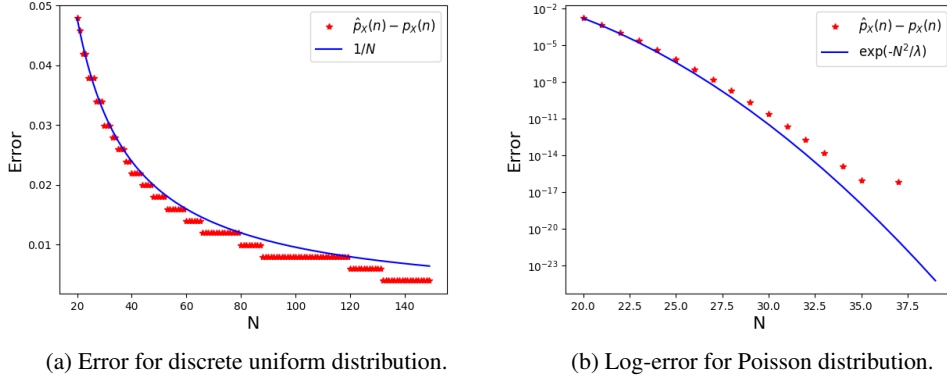 0.05
0.04
0.03
0.02
0.01
20 40 60 80 100 120 140
Error
N
p̂_X(n) − p_X(n)
1/N
(a) Error for discrete uniform distribution.
10⁻²
10⁻⁵
10⁻⁸
10⁻¹¹
10⁻¹⁴
10⁻¹⁷
10⁻²⁰
10⁻²³
20.0 22.5 25.0 27.5 30.0 32.5 35.0 37.5
Error
N
p̂_X(n) − p_X(n)
exp(-N²/λ)
(b) Log-error for Poisson distribution.